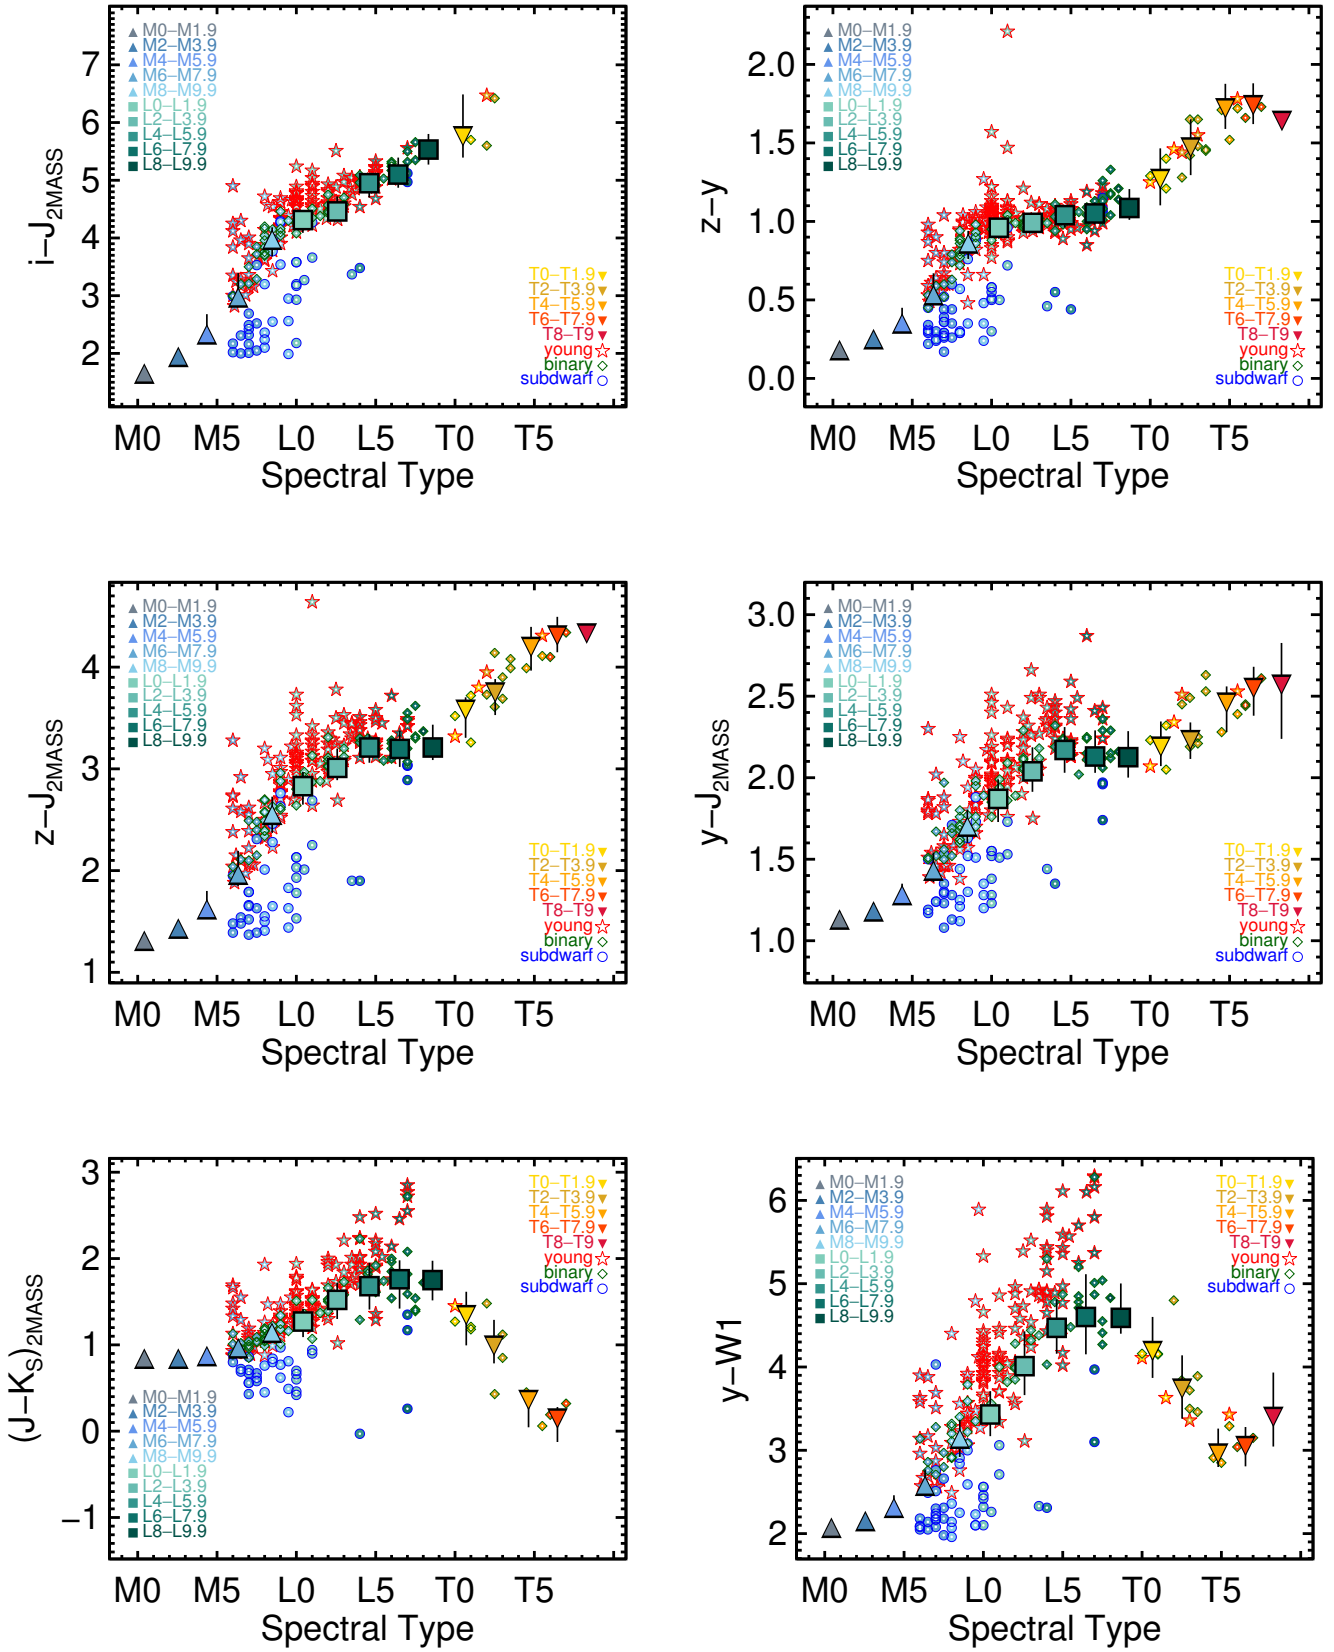 i−J2MASS
7
6
5
4
3
2
M0−M1.9
M2−M3.9
M4−M5.9
M6−M7.9
M8−M9.9
L0−L1.9
L2−L3.9
L4−L5.9
L6−L7.9
L8−L9.9
T0−T1.9
T2−T3.9
T4−T5.9
T6−T7.9
T8−T9
young
binary
subdwarf
M0 M5 L0 L5 T0 T5
Spectral Type
z−y
2.0
1.5
1.0
0.5
0.0
M0−M1.9
M2−M3.9
M4−M5.9
M6−M7.9
M8−M9.9
L0−L1.9
L2−L3.9
L4−L5.9
L6−L7.9
L8−L9.9
T0−T1.9
T2−T3.9
T4−T5.9
T6−T7.9
T8−T9
young
binary
subdwarf
M0 M5 L0 L5 T0 T5
Spectral Type
z−J2MASS
4
3
2
1
M0−M1.9
M2−M3.9
M4−M5.9
M6−M7.9
M8−M9.9
L0−L1.9
L2−L3.9
L4−L5.9
L6−L7.9
L8−L9.9
T0−T1.9
T2−T3.9
T4−T5.9
T6−T7.9
T8−T9
young
binary
subdwarf
M0 M5 L0 L5 T0 T5
Spectral Type
y−J2MASS
3.0
2.5
2.0
1.5
1.0
M0−M1.9
M2−M3.9
M4−M5.9
M6−M7.9
M8−M9.9
L0−L1.9
L2−L3.9
L4−L5.9
L6−L7.9
L8−L9.9
T0−T1.9
T2−T3.9
T4−T5.9
T6−T7.9
T8−T9
young
binary
subdwarf
M0 M5 L0 L5 T0 T5
Spectral Type
(J−KS)2MASS
3
2
1
0
−1
M0−M1.9
M2−M3.9
M4−M5.9
M6−M7.9
M8−M9.9
L0−L1.9
L2−L3.9
L4−L5.9
L6−L7.9
L8−L9.9
T0−T1.9
T2−T3.9
T4−T5.9
T6−T7.9
T8−T9
young
binary
subdwarf
M0 M5 L0 L5 T0 T5
Spectral Type
y−W1
6
5
4
3
2
M0−M1.9
M2−M3.9
M4−M5.9
M6−M7.9
M8−M9.9
L0−L1.9
L2−L3.9
L4−L5.9
L6−L7.9
L8−L9.9
T0−T1.9
T2−T3.9
T4−T5.9
T6−T7.9
T8−T9
young
binary
subdwarf
M0 M5 L0 L5 T0 T5
Spectral Type